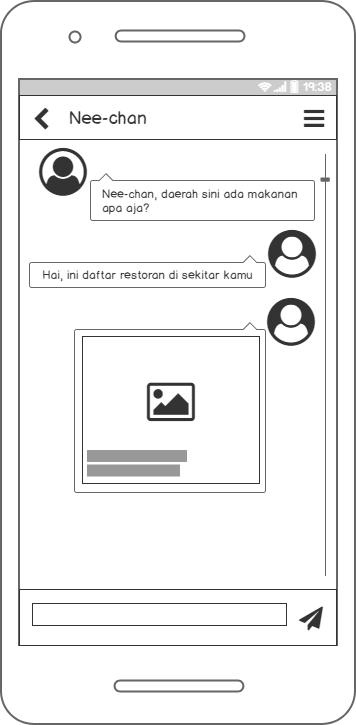 19:38
Nee-chan
Nee-chan, daerah sini ada makanan
apa aja?
Hai, ini daftar restoran di sekitar kamu